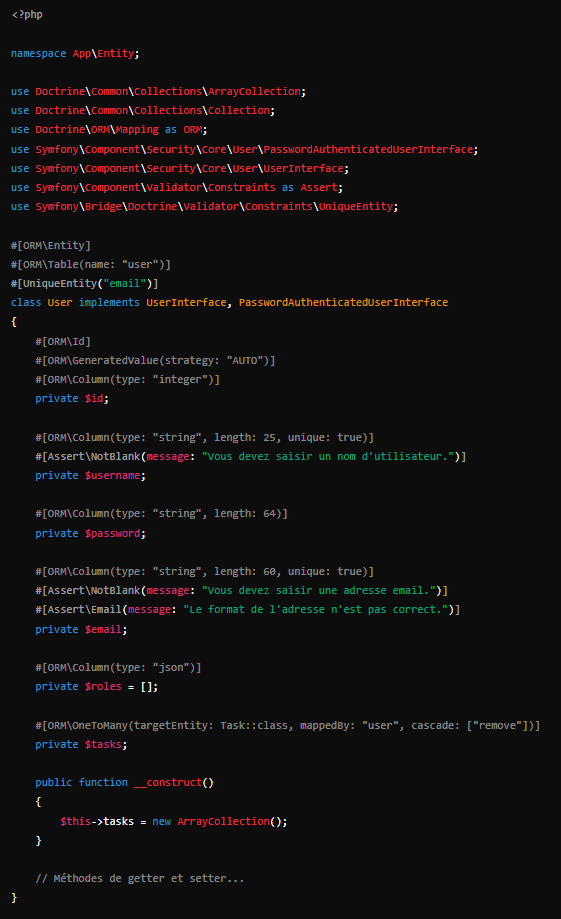 <?php
namespace App\Entity;
use Doctrine\Common\Collections\ArrayCollection;
use Doctrine\Common\Collections\Collection;
use Doctrine\ORM\Mapping as ORM;
use Symfony\Component\Security\Core\User\PasswordAuthenticatedUserInterface;
use Symfony\Component\Security\Core\User\UserInterface;
use Symfony\Component\Validator\Constraints as Assert;
use Symfony\Bridge\Doctrine\Validator\Constraints\UniqueEntity;
#[ORM\Entity]
#[ORM\Table(name: "user")]
#[UniqueEntity("email")]
class User implements UserInterface, PasswordAuthenticatedUserInterface
{
    #[ORM\Id]
    #[ORM\GeneratedValue(strategy: "AUTO")]
    #[ORM\Column(type: "integer")]
    private $id;
    #[ORM\Column(type: "string", length: 25, unique: true)]
    #[Assert\NotBlank(message: "Vous devez saisir un nom d'utilisateur.")]
    private $username;
    #[ORM\Column(type: "string", length: 64)]
    private $password;
    #[ORM\Column(type: "string", length: 60, unique: true)]
    #[Assert\NotBlank(message: "Vous devez saisir une adresse email.")]
    #[Assert\Email(message: "Le format de l'adresse n'est pas correct.")]
    private $email;
    #[ORM\Column(type: "json")]
    private $roles = [];
    #[ORM\OneToMany(targetEntity: Task::class, mappedBy: "user", cascade: ["remove"])]
    private $tasks;
    public function __construct()
    {
        $this->tasks = new ArrayCollection();
    }
    // Méthodes de getter et setter...
}